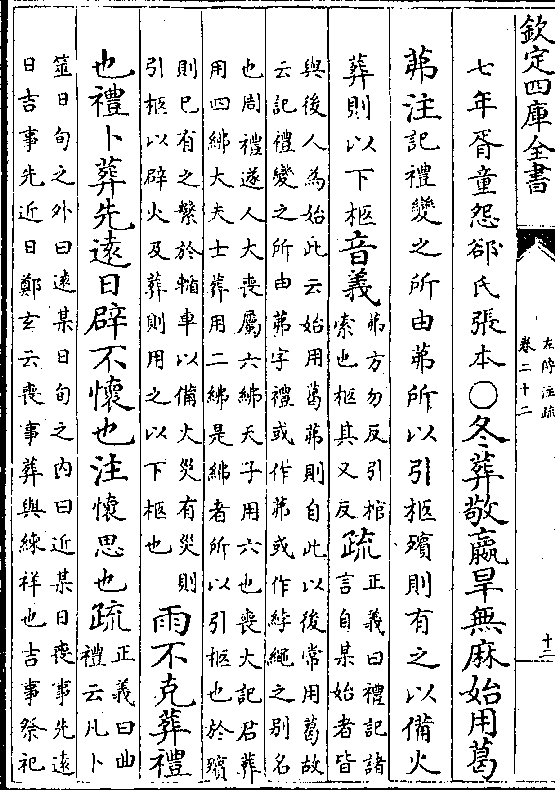 欽定四庫全書
左傳注疏
卷二十二
十二
七年胥童怨郤氏張本○冬葬敬嬴旱無麻始用葛
茀注記禮變之所由茀所以引柩殯則有之以備火
葬則以下柩音義
茀方勿反引棺
索也柩其又反
疏
正義曰禮記諸
言自某始者皆
與後人為始此云始用葛茀則自此以後常用葛故
云記禮變之所由茀字禮或作茀或作綍繩之別名
也周禮遂人大喪屬六紼天子用六也喪大記君葬
用四紼大夫士葬用二紼是紼者所以引柩也於殯
則已有之繫於輴車以備火災有災則
引柩以辟火及葬則用之以下柩也
雨不克葬禮
也禮卜葬先遠日辟不懷也注懷思也疏
正義曰曲
禮云凡卜
筮日旬之外曰遠某日旬之內曰近某日喪事先遠
日吉事先近日鄭玄云喪事葬與練祥也吉事祭祀